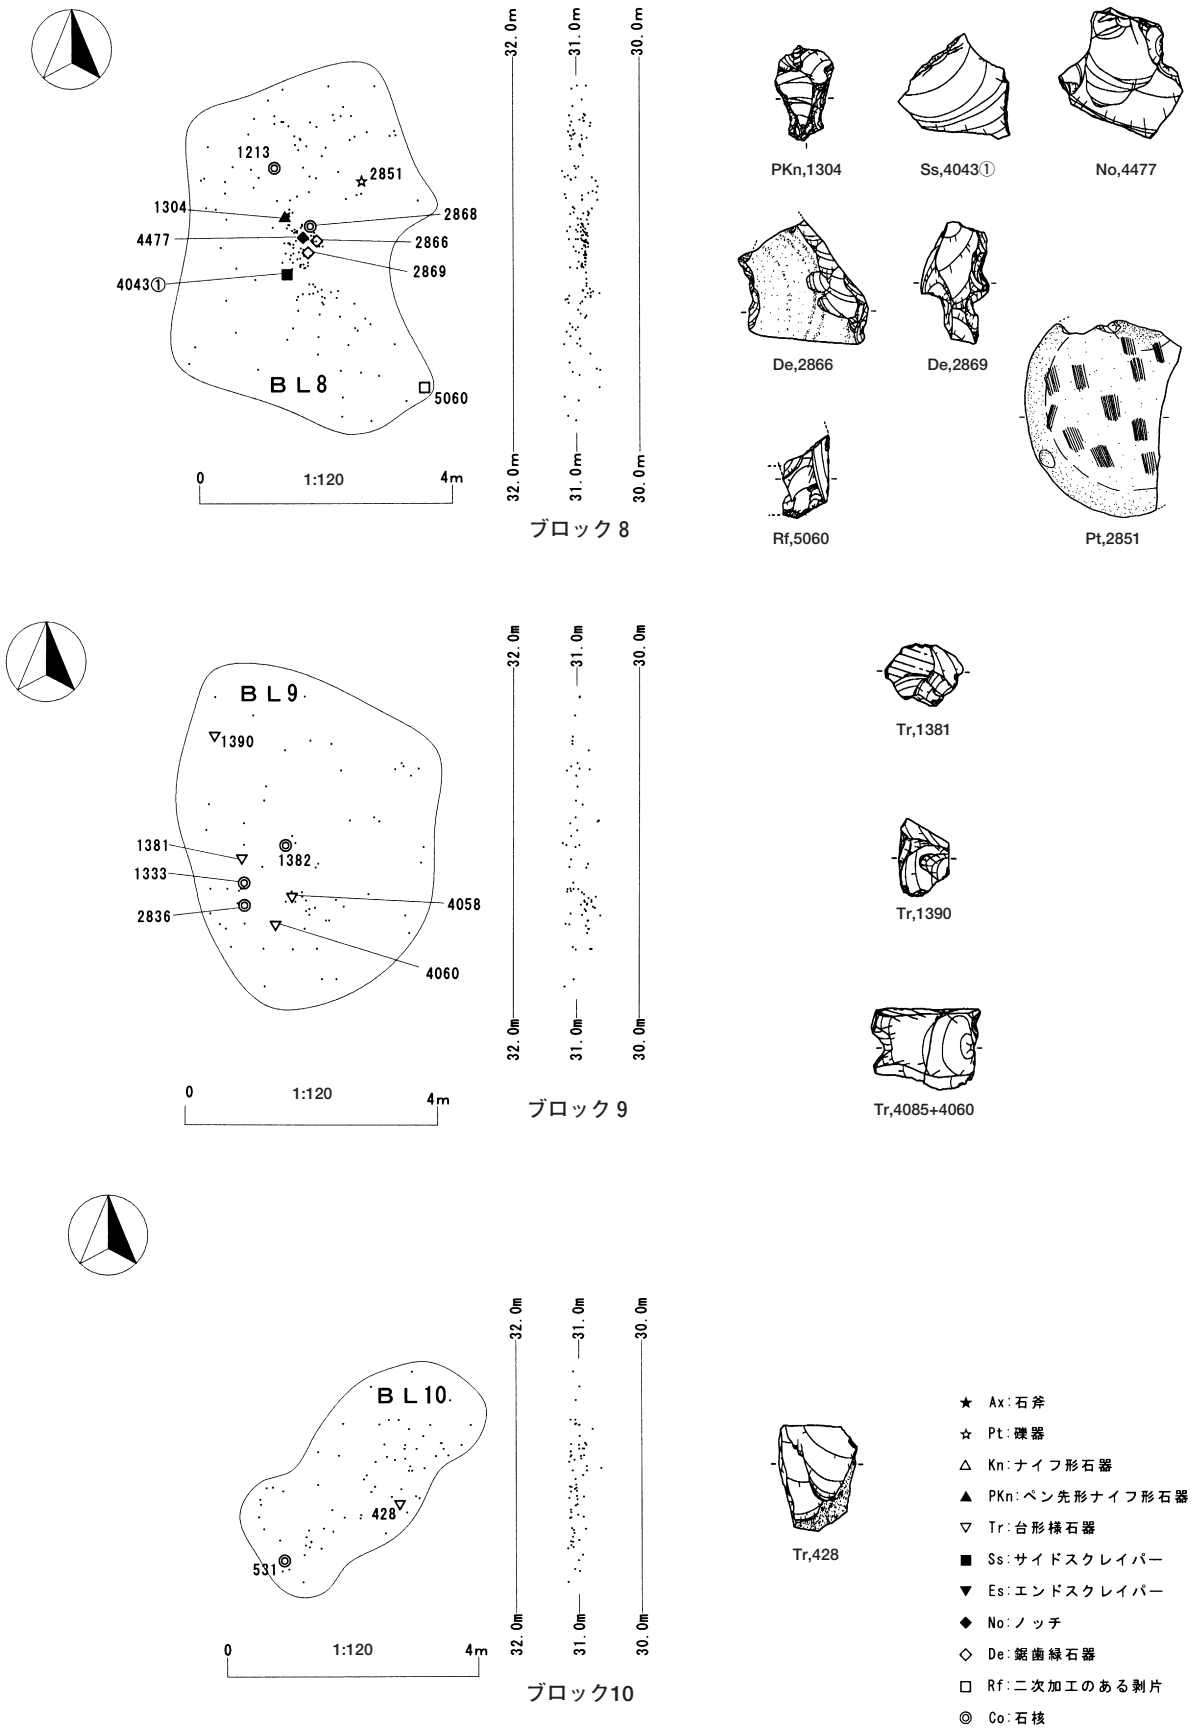 32.0m
31.0m
30.0m
1213
2851
1304
2868
4477
2866
2869
4043①
BL8
5060
0 1:120 4m
32.0m
31.0m
30.0m
ブロック8
PKn,1304
Ss,4043①
No,4477
De,2866
De,2869
Rf,5060
Pt,2851
32.0m
31.0m
30.0m
BL9
1390
1381
1382
1333
4058
2836
4060
0 1:120 4m
32.0m
31.0m
30.0m
ブロック9
Tr,1381
Tr,1390
Tr,4085+4060
32.0m
31.0m
30.0m
BL10
428
531
0 1:120 4m
32.0m
31.0m
30.0m
ブロック10
Tr,428
★ Ax:石斧
☆ Pt:礫器
△ Kn:ナイフ形石器
▲ PKn:ペン先形ナイフ形石器
▽ Tr:台形様石器
■ Ss:サイドスクレイパー
▼ Es:エンドスクレイパー
◆ No:ノッチ
◇ De:鋸歯緑石器
□ Rf:二次加工のある剥片
◎ Co:石核